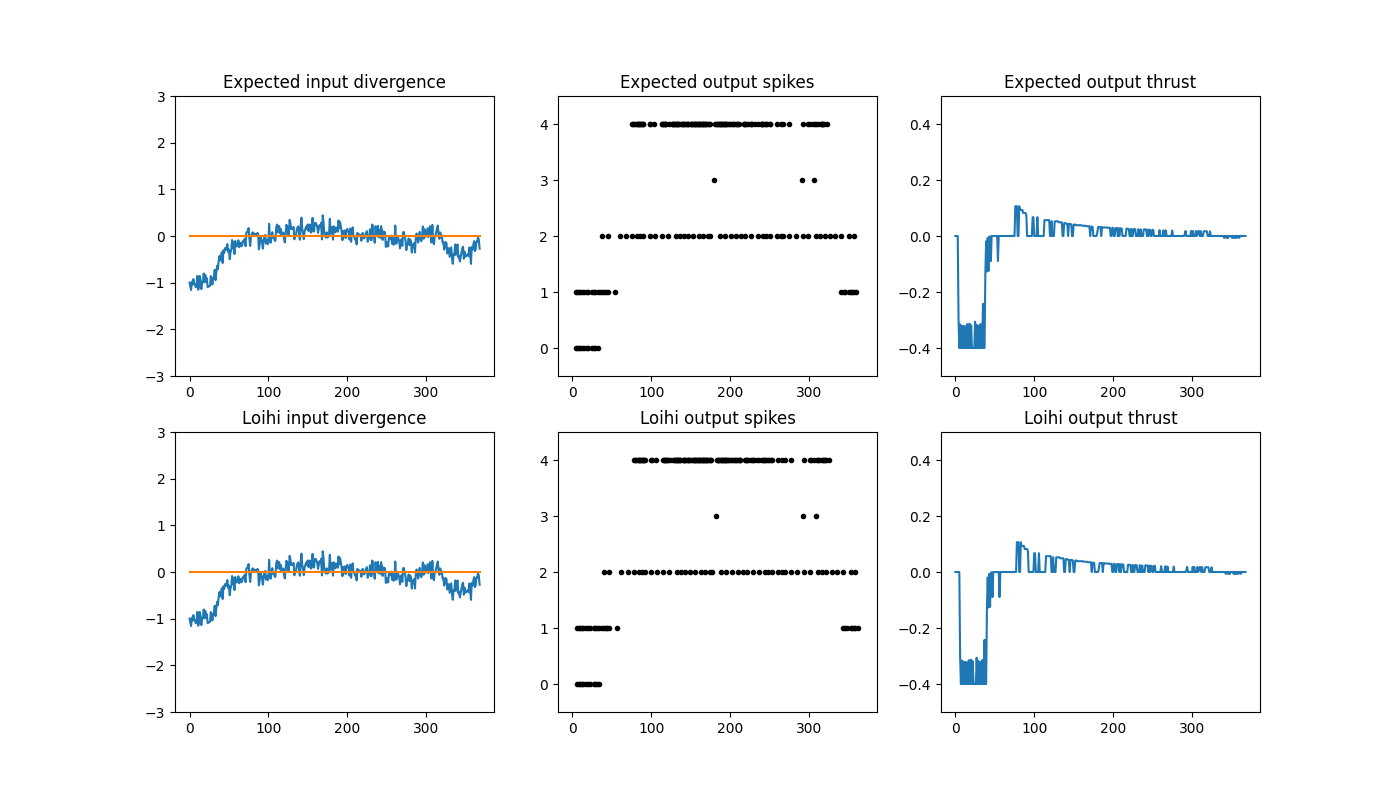 Expected input divergence
3
2
1
0
−1
−2
−3
0 100 200 300
Expected output spikes
4
3
2
1
0
0 100 200 300
Expected output thrust
0.4
0.2
0.0
−0.2
−0.4
0 100 200 300
Loihi input divergence
3
2
1
0
−1
−2
−3
0 100 200 300
Loihi output spikes
4
3
2
1
0
0 100 200 300
Loihi output thrust
0.4
0.2
0.0
−0.2
−0.4
0 100 200 300